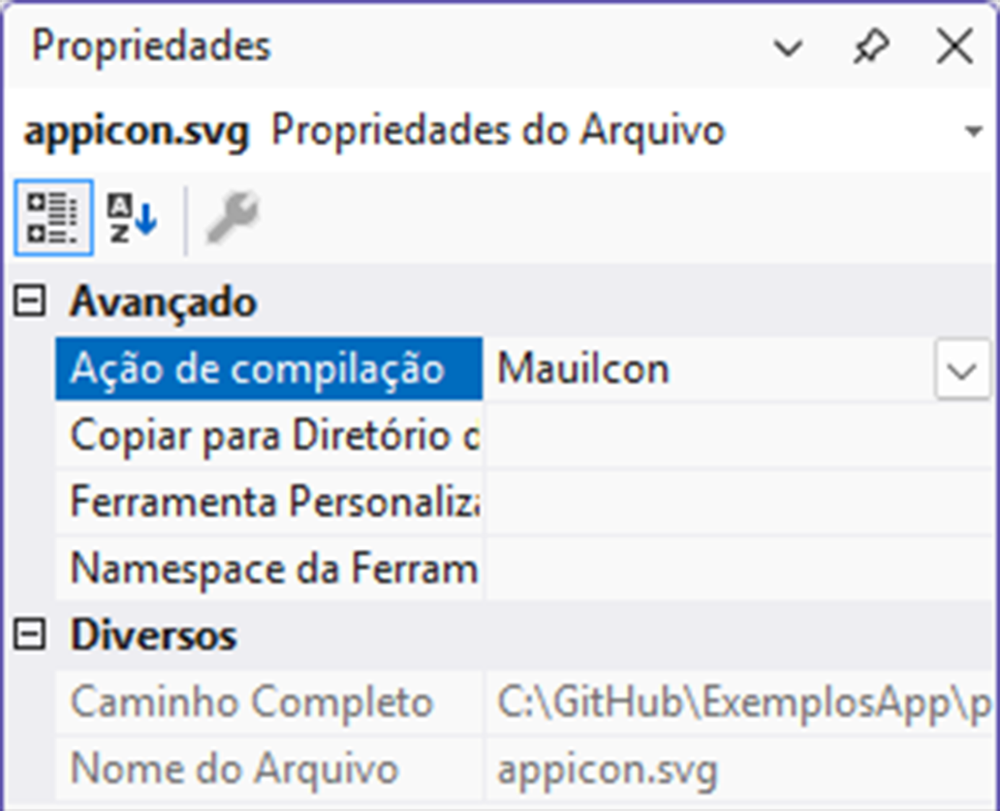 Propriedades
appicon.svg Propriedades do Arquivo
Avançado
Ação de compilação MauiIcon
Copiar para Diretório d
Ferramenta Personaliza
Namespace da Ferram
Diversos
Caminho Completo C:\GitHub\ExemplosApp\p
Nome do Arquivo appicon.svg